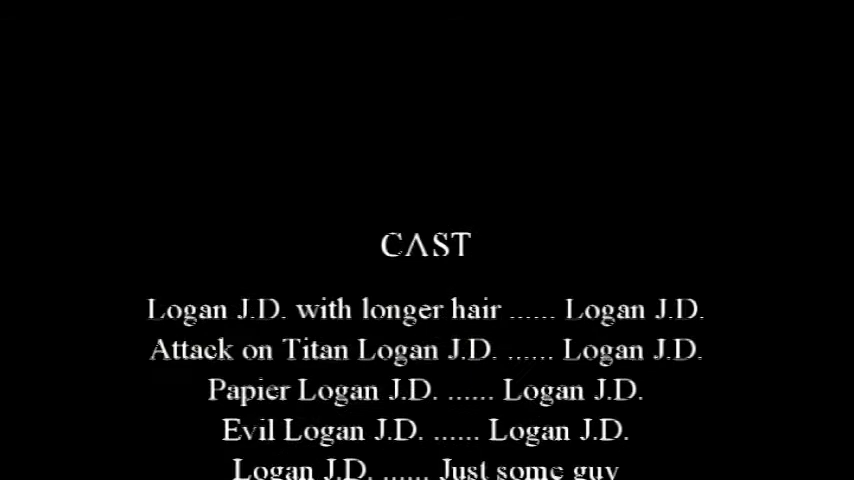 CAST
Logan J.D. with longer hair ...... Logan J.D.
Attack on Titan Logan J.D. ...... Logan J.D.
Papier Logan J.D. ...... Logan J.D.
Evil Logan J.D. ...... Logan J.D.
Logan J.D. ...... Just some guy